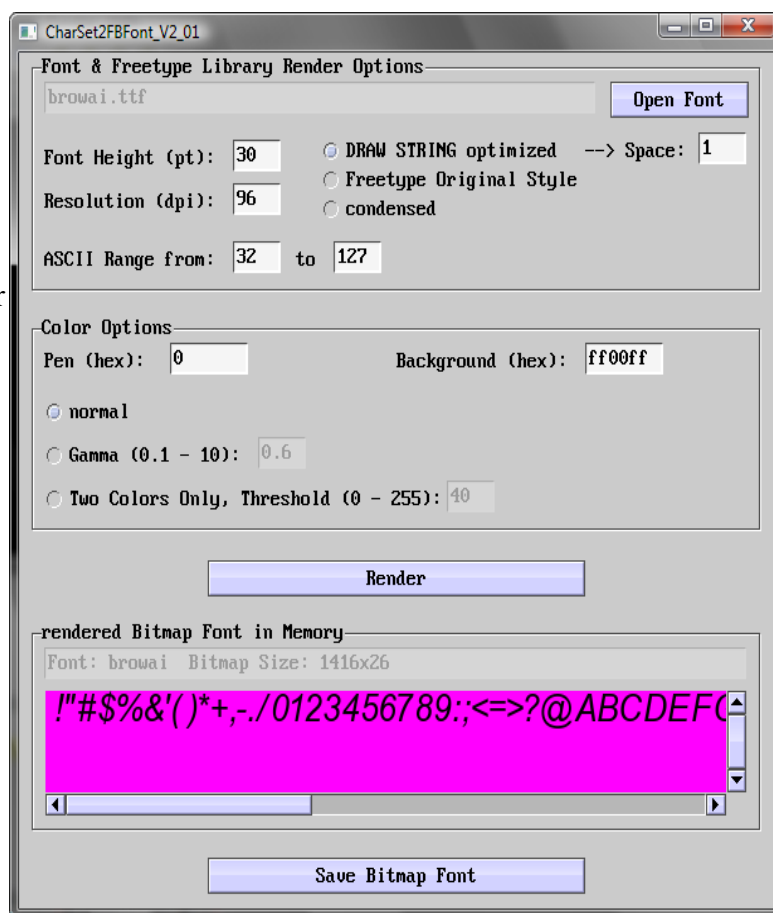 CharSet2FBFont_V2_01
Font & Freetype Library Render Options
browai.ttf
Open Font
Font Height (pt): 30
DRAW STRING optimized --> Space: 1
Freetype Original Style
Resolution (dpi): 96
condensed
ASCII Range from: 32 to 127
r
Color Options
Pen (hex): 0
Background (hex): ff00ff
normal
Gamma (0.1 - 10): 0.6
Two Colors Only, Threshold (0 - 255): 40
Render
rendered Bitmap Font in Memory
Font: browai Bitmap Size: 1416x26
!"#$%&'()*+,-./0123456789:;<=>?@ABCDEF
Save Bitmap Font